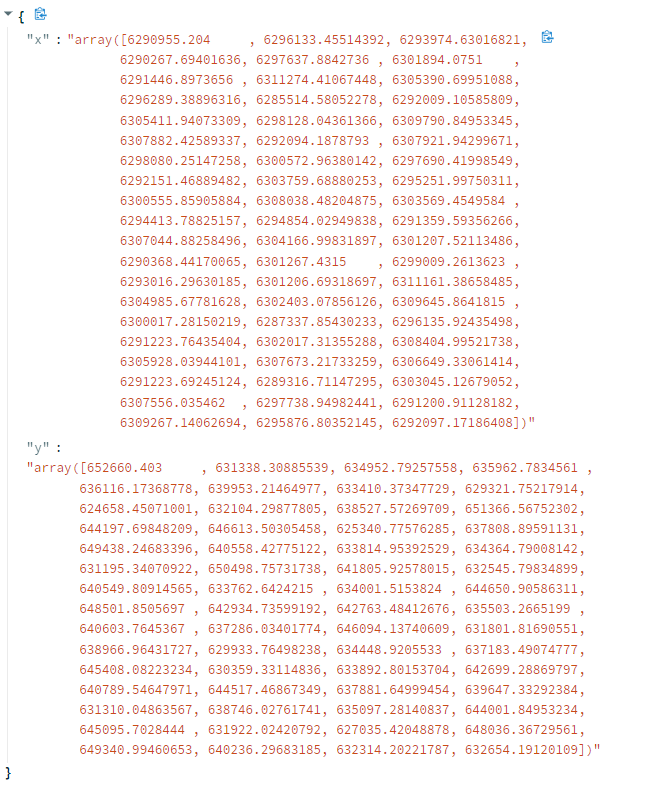 {
"x" : "array([6290955.204     , 6296133.45514392, 6293974.63016821,
6290267.69401636, 6297637.8842736 , 6301894.0751    ,
6291446.8973656 , 6311274.41067448, 6305390.69951088,
6296289.38896316, 6285514.58052278, 6292009.10585809,
6305411.94073309, 6298128.04361366, 6309790.84953345,
6307882.42589337, 6292094.1878793 , 6307921.94299671,
6298080.25147258, 6300572.96380142, 6297690.41998549,
6292151.46889482, 6303759.68880253, 6295251.99750311,
6300555.85905884, 6308038.48204875, 6303569.4549584 ,
6294413.78825157, 6294854.02949838, 6291359.59356266,
6307044.88258496, 6304166.99831897, 6301207.52113486,
6290368.44170065, 6301267.4315    , 6299009.2613623 ,
6293016.29630185, 6301206.69318697, 6311161.38658485,
6304985.67781628, 6302403.07856126, 6309645.8641815 ,
6300017.28150219, 6287337.85430233, 6296135.92435498,
6291223.76435404, 6302017.31355288, 6308404.99521738,
6305928.03944101, 6307673.21733259, 6306649.33061414,
6291223.69245124, 6289316.71147295, 6303045.12679052,
6307556.035462  , 6297738.94982441, 6291200.91128182,
6309267.14062694, 6295876.80352145, 6292097.17186408])"
"y" :
"array([652660.403     , 631338.30885539, 634952.79257558, 635962.7834561 ,
636116.17368778, 639953.21464977, 633410.37347729, 629321.75217914,
624658.45071001, 632104.29877805, 638527.57269709, 651366.56752302,
644197.69848209, 646613.50305458, 625340.77576285, 637808.89591131,
649438.24683396, 640558.42775122, 633814.95392529, 634364.79008142,
631195.34070922, 650498.75731738, 641805.92578015, 632545.79834899,
640549.80914565, 633762.6424215 , 634001.5153824 , 644650.90586311,
648501.8505697 , 642934.73599192, 642763.48412676, 635503.2665199 ,
640603.7645367 , 637286.03401774, 646094.13740609, 631801.81690551,
638966.96431727, 629933.76498238, 634448.9205533 , 637183.49074777,
645408.08223234, 630359.33114836, 633892.80153704, 642699.28869797,
640789.54647971, 644517.46867349, 637881.64999454, 639647.33292384,
631310.04863567, 638746.02761741, 635097.28140837, 644001.84953234,
645095.7028444 , 631922.02420792, 627035.42048878, 648036.36729561,
649340.99460653, 640236.29683185, 632314.20221787, 632654.19120109])"
}